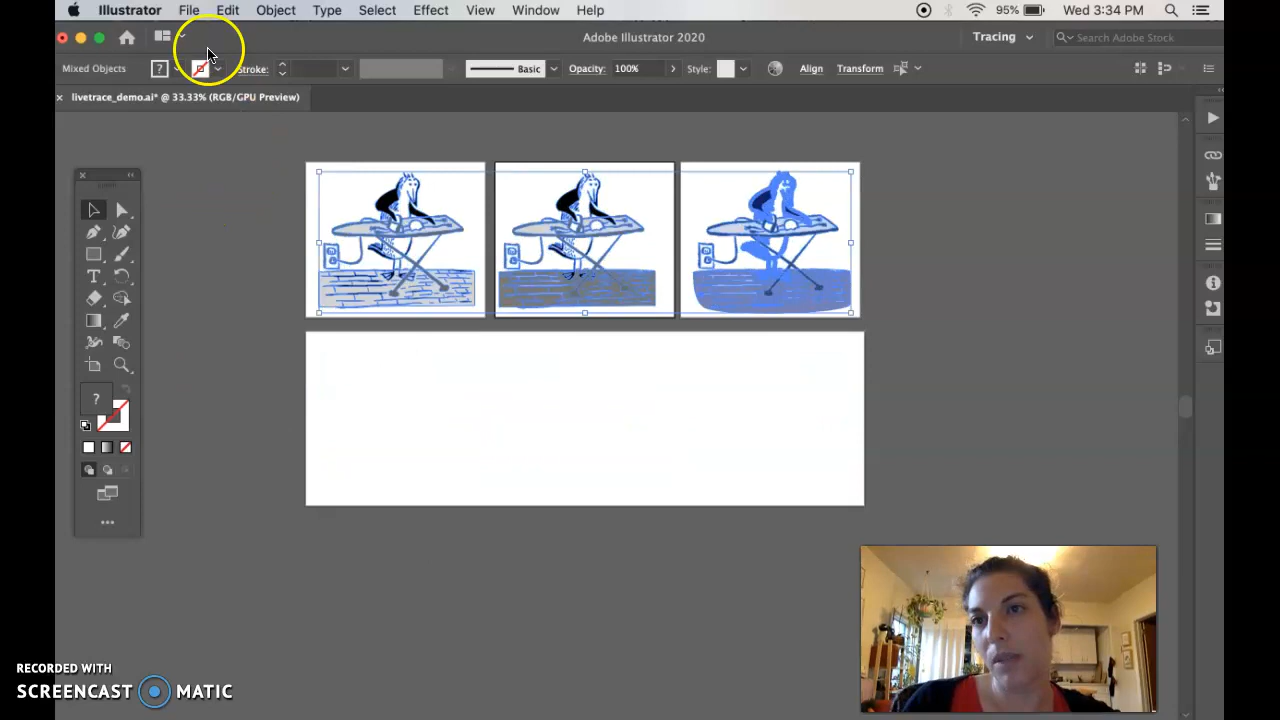 Illustrator File Edit Object Type Select Effect View Window Help 95% Wed 3:34 PM
Adobe Illustrator 2020 Tracing Search Adobe Stock
Mixed Objects ? Stroke: Basic Opacity: 100% Style: Align Transform
× livetrace_demo.ai* @ 33.33% (RGB/GPU Preview)
T
?
RECORDED WITH
SCREENCAST MATIC